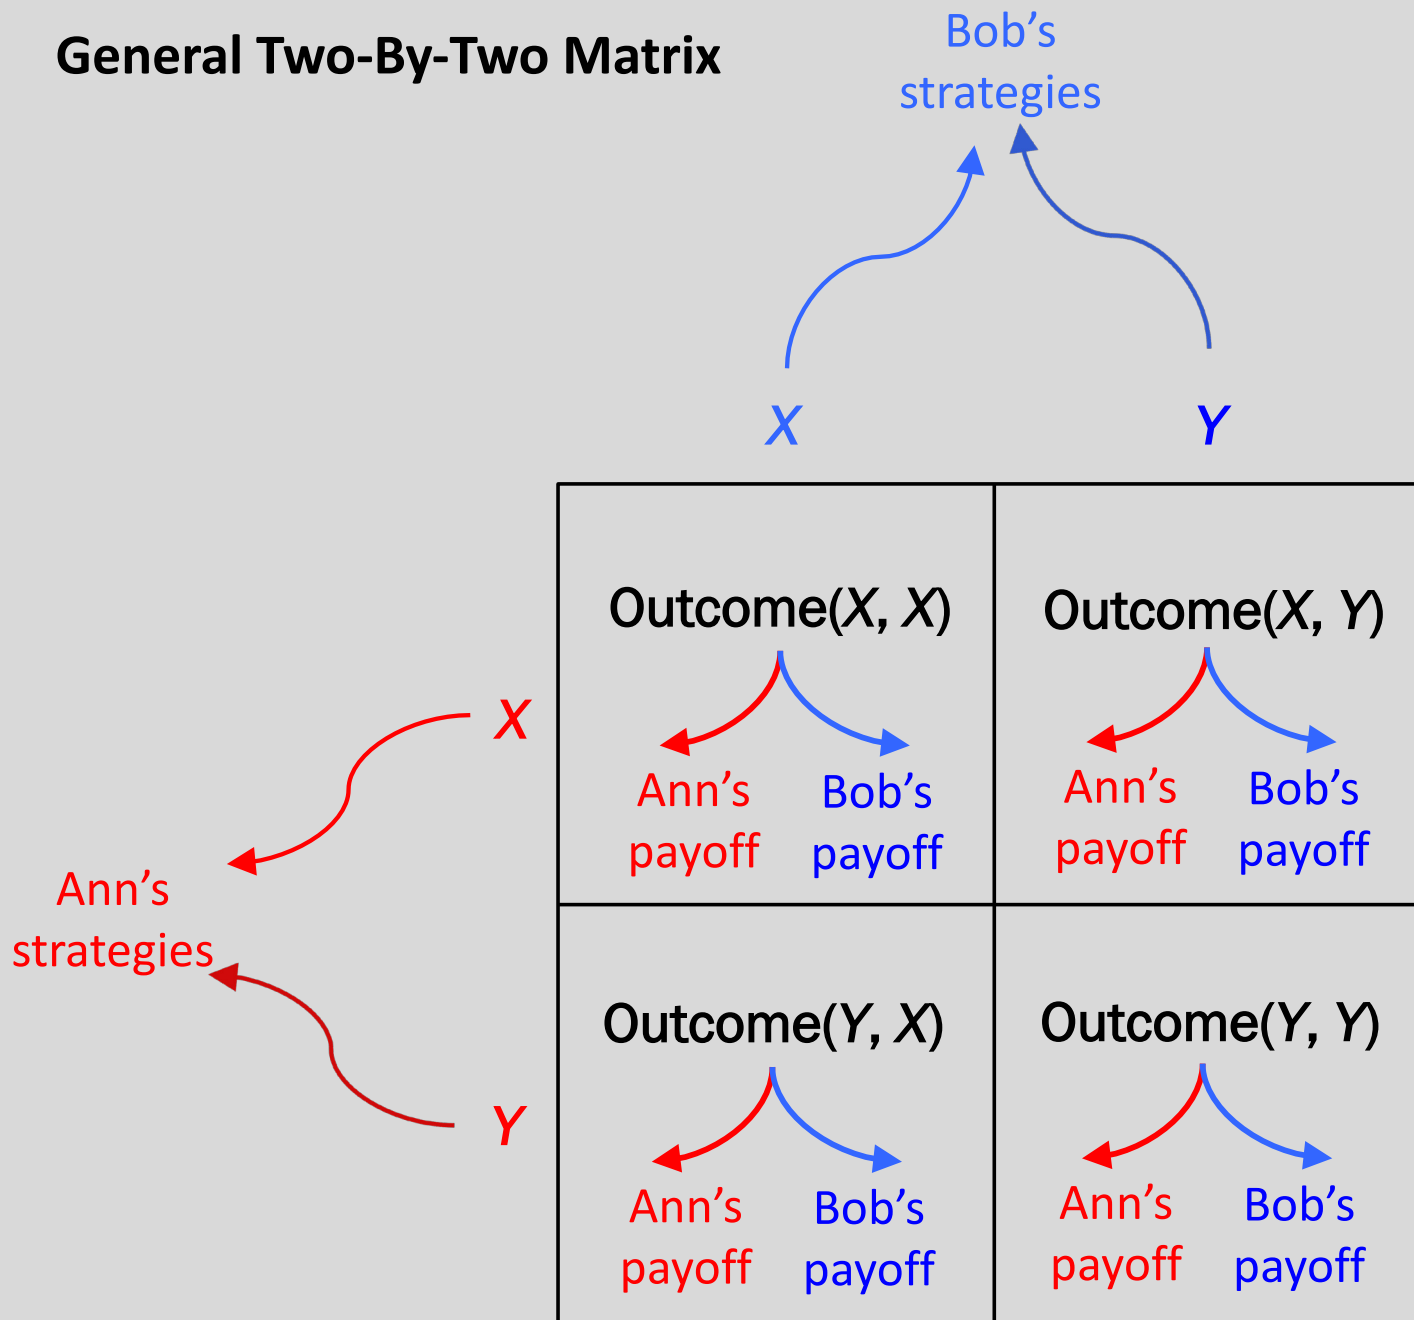 General Two-By-Two Matrix
Bob’s
strategies
X Y
Outcome(X, X) Outcome(X, Y)
X
Ann’s Bob’s Ann’s Bob’s
payoff payoff payoff payoff
Ann’s
strategies
Outcome(Y, X) Outcome(Y, Y)
Y
Ann’s Bob’s Ann’s Bob’s
payoff payoff payoff payoff